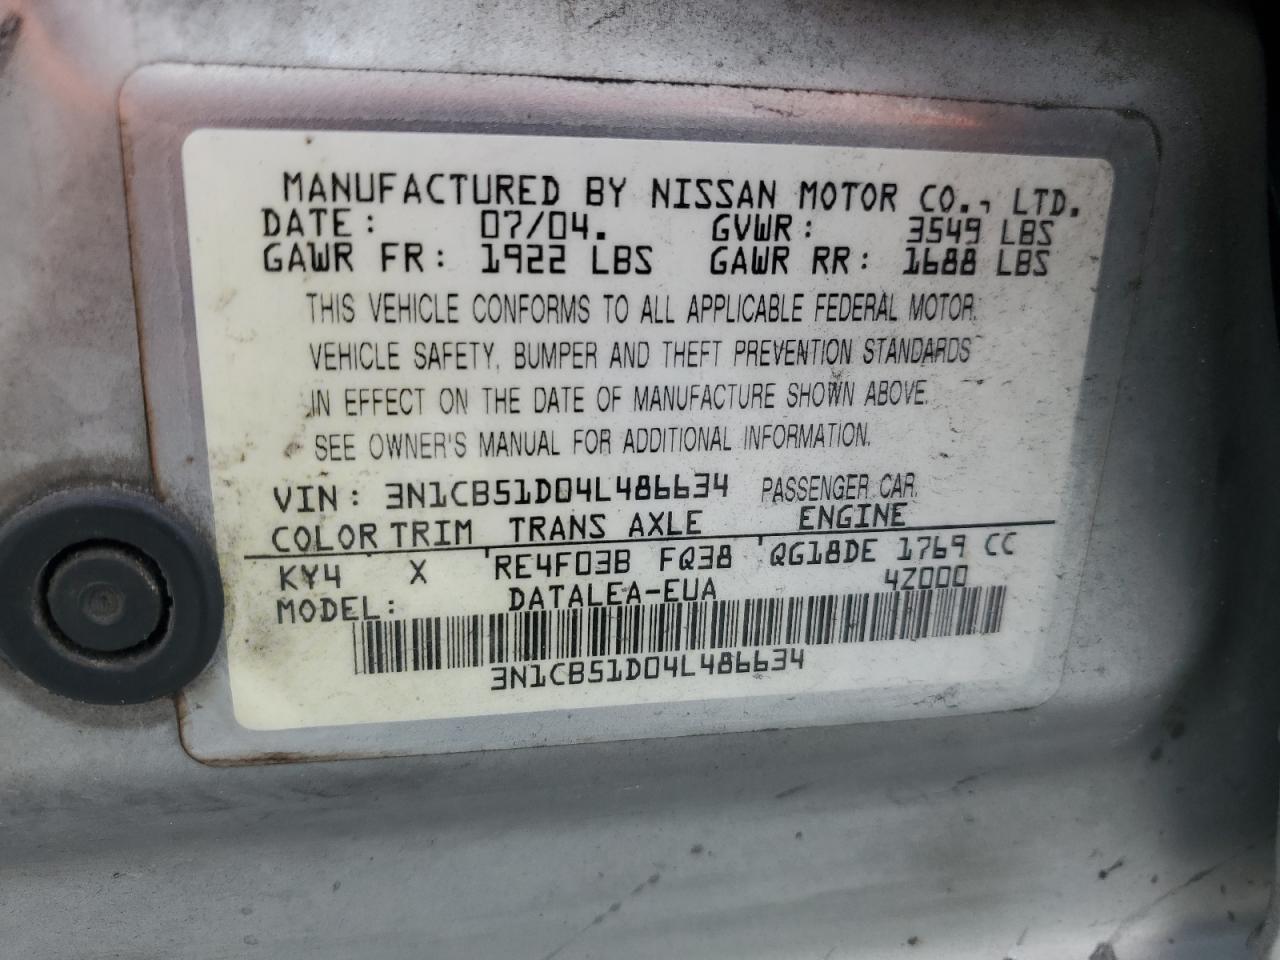 MANUFACTURED BY NISSAN MOTOR CO., LTD.
DATE: 07/04. GVWR: 3549 LBS
GAWR FR: 1922 LBS GAWR RR: 1688 LBS
THIS VEHICLE CONFORMS TO ALL APPLICABLE FEDERAL MOTOR
VEHICLE SAFETY, BUMPER AND THEFT PREVENTION STANDARDS
IN EFFECT ON THE DATE OF MANUFACTURE SHOWN ABOVE.
SEE OWNER'S MANUAL FOR ADDITIONAL INFORMATION.
VIN: 3N1CB51D04L486634 PASSENGER CAR
COLOR TRIM TRANS AXLE ENGINE
KY4 X RE4F03B FQ38 QG18DE 1769 CC
MODEL: DATALEA-EUA 4Z000
3N1CB51D04L486634